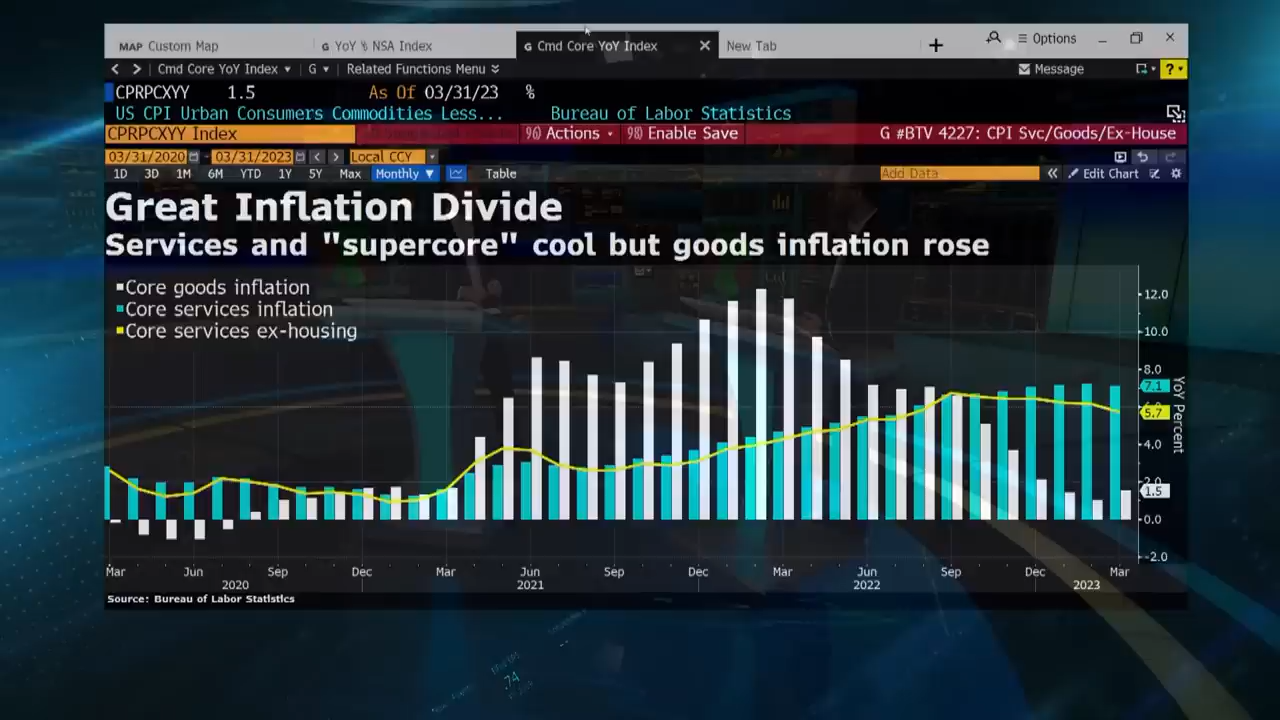 MAP Custom Map
G YoY % NSA Index
G Cmd Core YoY Index
New Tab
Options
Cmd Core YoY Index
G
Related Functions Menu
Message
?
CPRPCXYY 1.5 As Of 03/31/23 %
US CPI Urban Consumers Commodities Less... Bureau of Labor Statistics
CPRPCXYY Index
96) Actions
98) Enable Save
G #BTV 4227: CPI Svc/Goods/Ex-House
03/31/2020 - 03/31/2023
Local CCY
1D 3D 1M 6M YTD 1Y 5Y Max Monthly ▼ Table
Add Data
Edit Chart
Great Inflation Divide
Services and "supercore" cool but goods inflation rose
Core goods inflation
Core services inflation
Core services ex-housing
12.0
10.0
8.0
7.1
5.7
4.0
2.0
1.5
0.0
-2.0
YoY Percent
Mar Jun Sep Dec Mar Jun Sep Dec Mar Jun Sep Dec Mar
2020 2021 2022 2023
Source: Bureau of Labor Statistics
.74